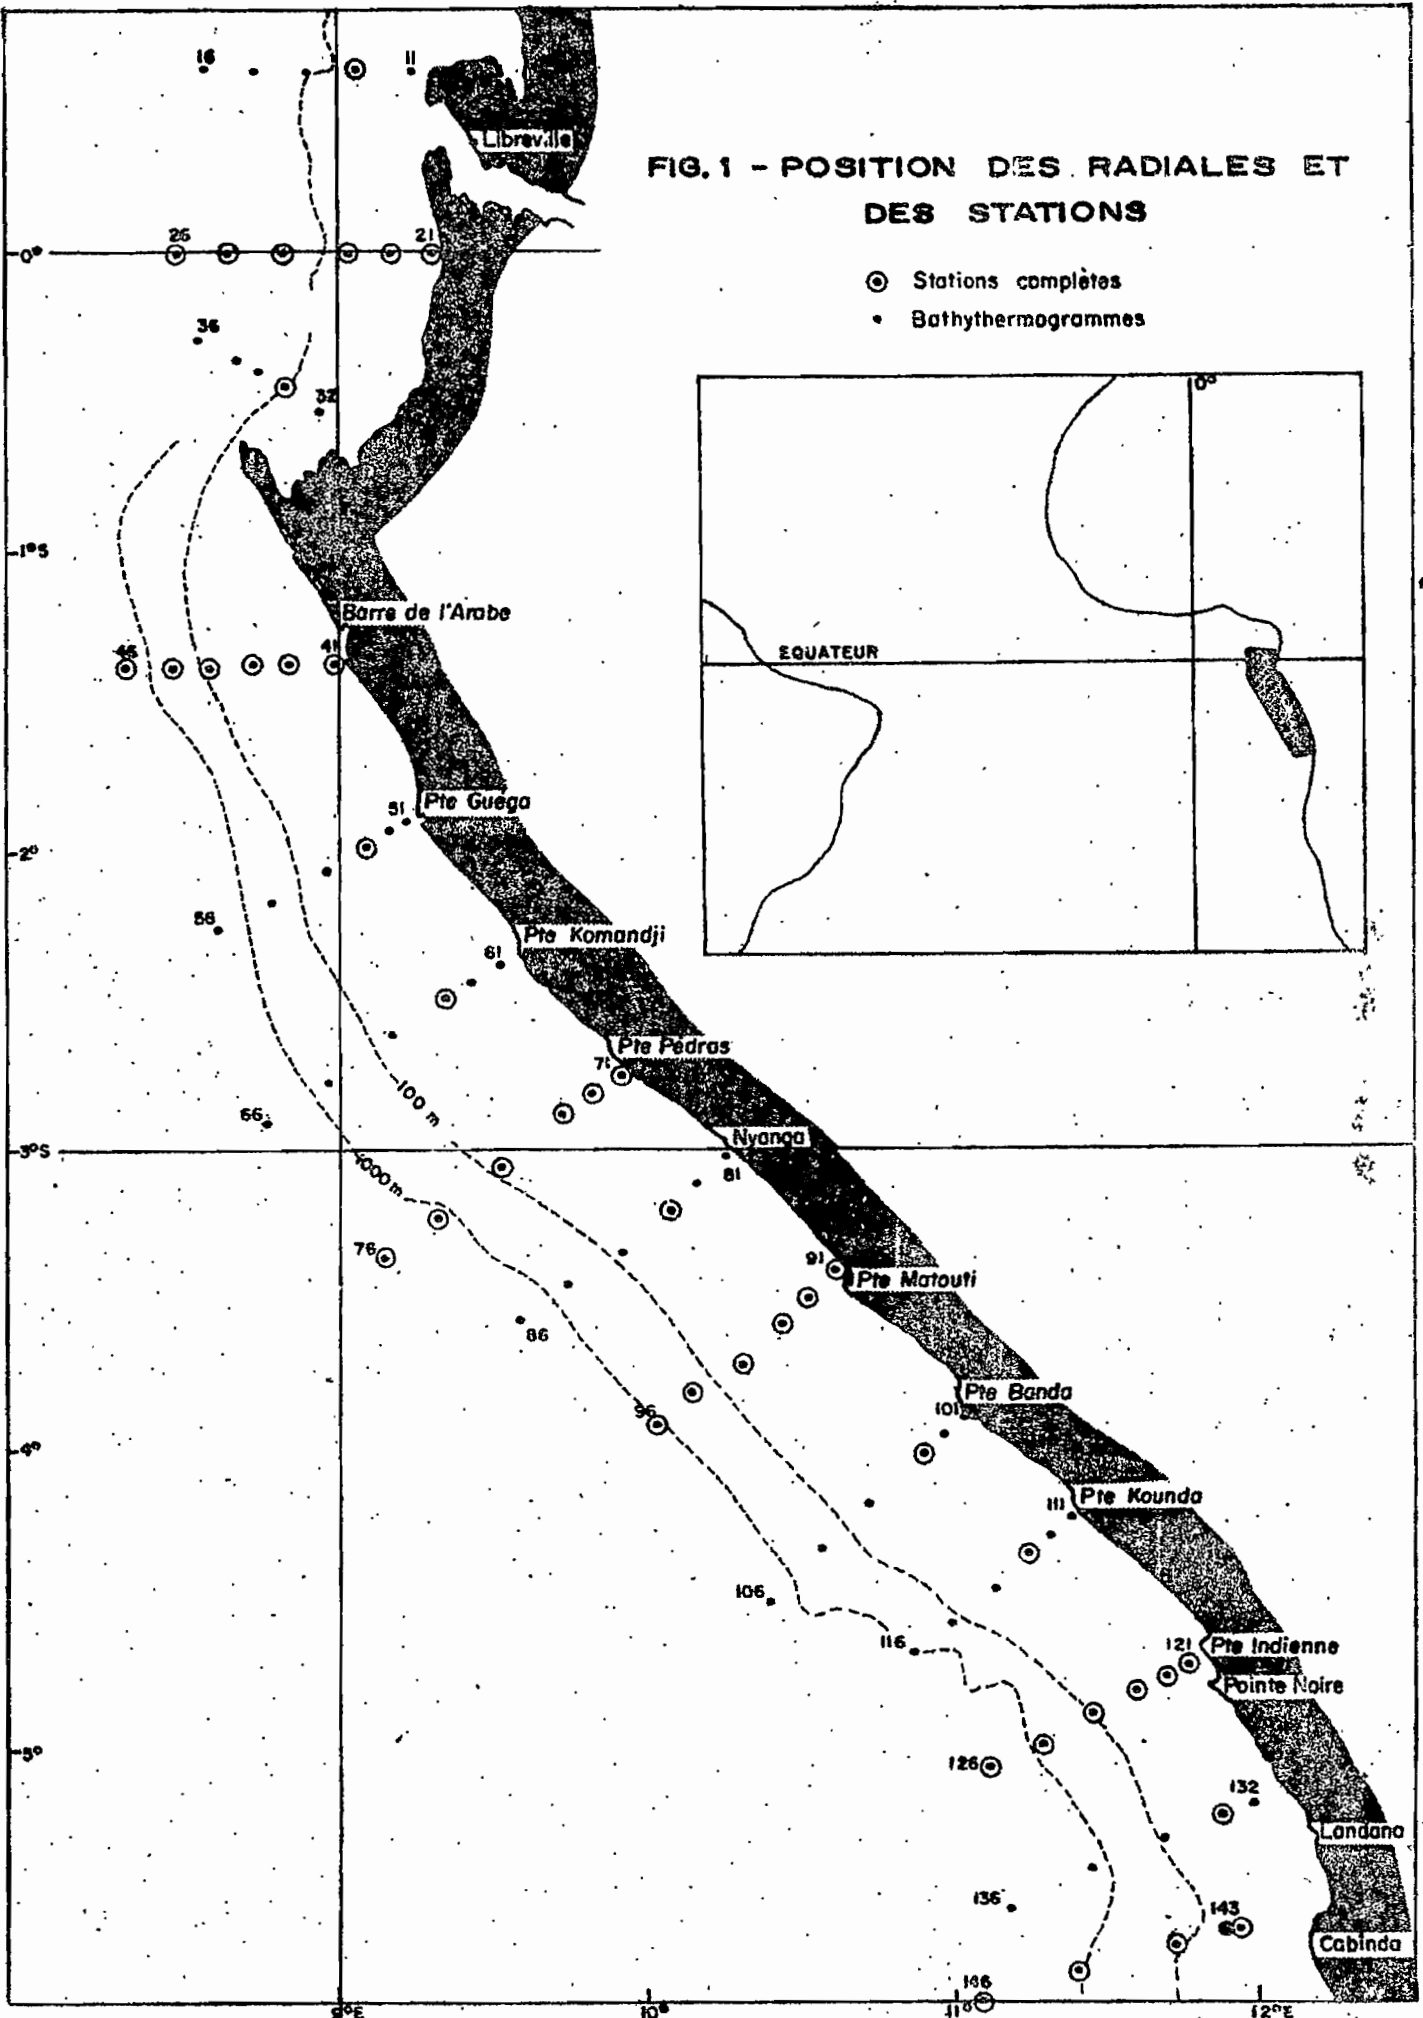 16
11
Libreville
FIG. 1 - POSITION DES RADIALES ET
DES STATIONS
26
21
0°
Stations complètes
Bathythermogrammes
36
32
0°
1°S
Barre de l'Arabe
46
41
EQUATEUR
Pte Guéga
51
2°
56
Pte Komandji
61
Pte Pédras
71
100 m
66
Nyanga
3°S
81
1000 m
76
91
Pte Matouti
86
Pte Banda
96
101
4°
Pte Kounda
111
106
116
121
Pte Indienne
Pointe Noire
5°
126
132
Landana
136
143
Cabinda
146
9°E
10°
11°
12°E